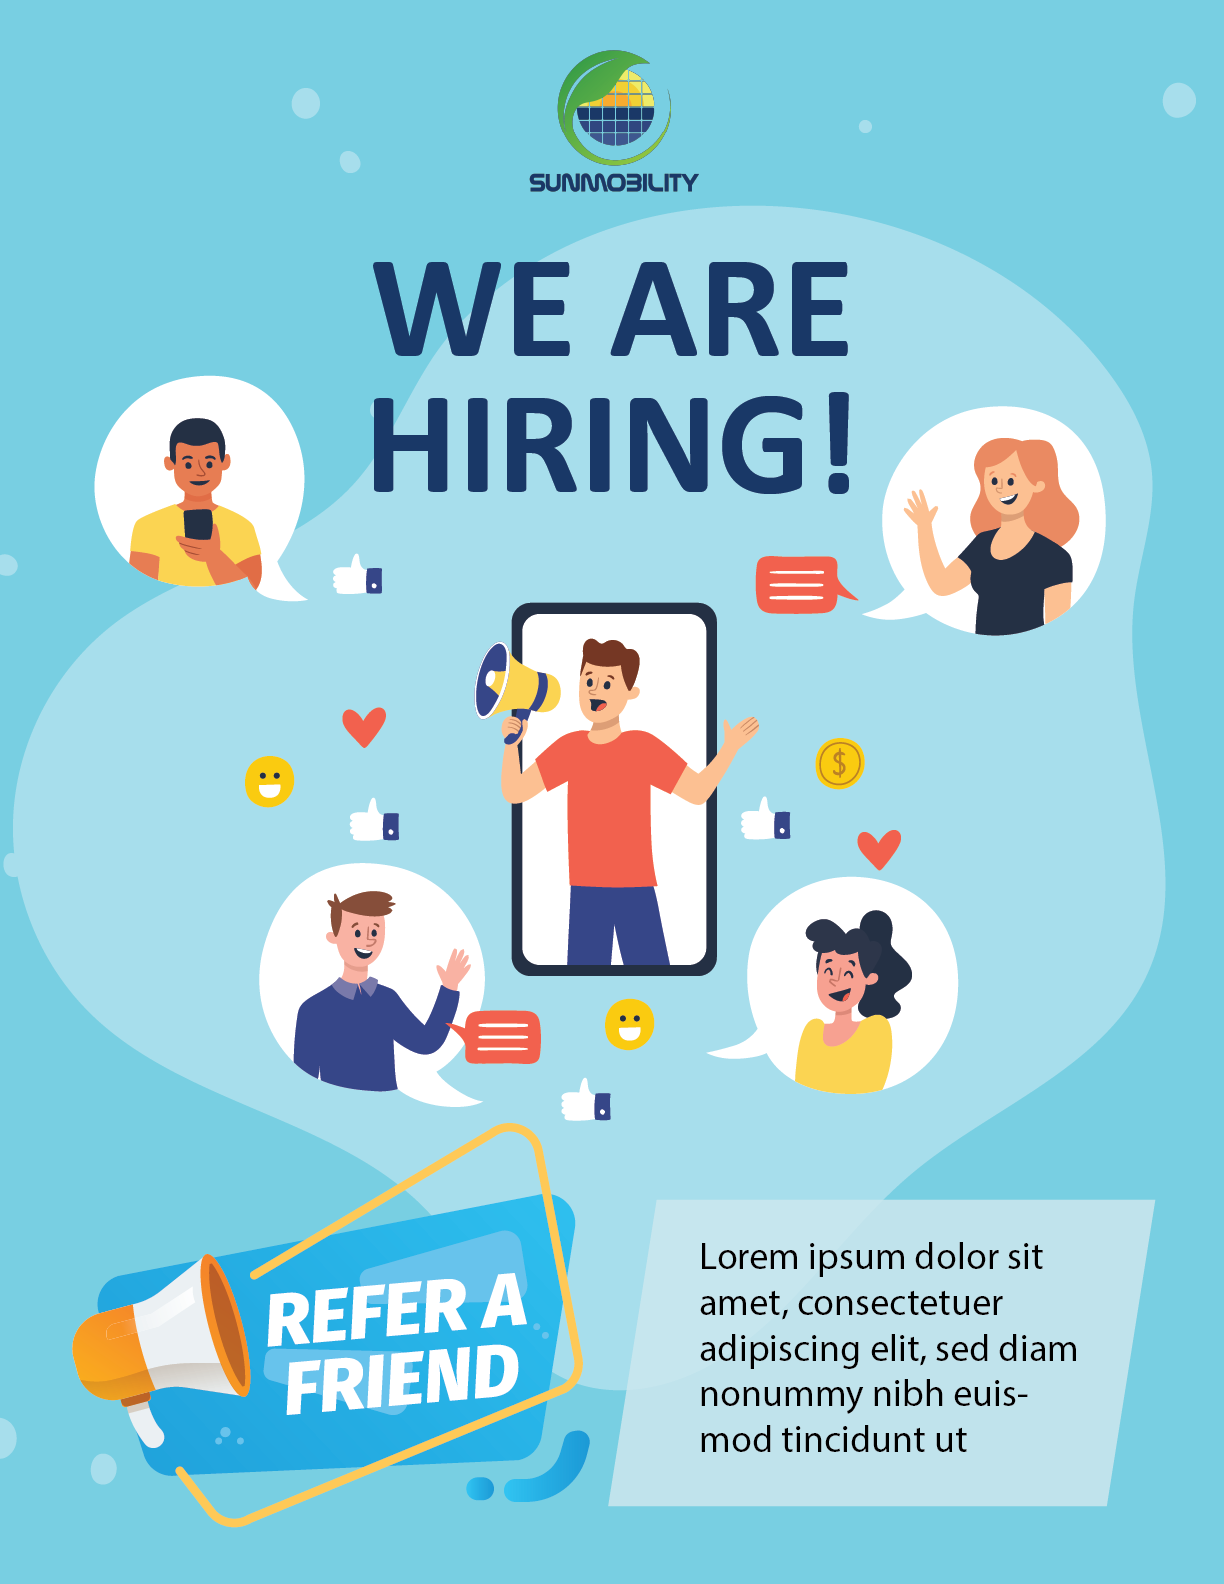 SUNMOBILITY
WE ARE
HIRING!
$
REFER A
FRIEND
Lorem ipsum dolor sit
amet, consectetuer
adipiscing elit, sed diam
nonummy nibh euis-
mod tincidunt ut